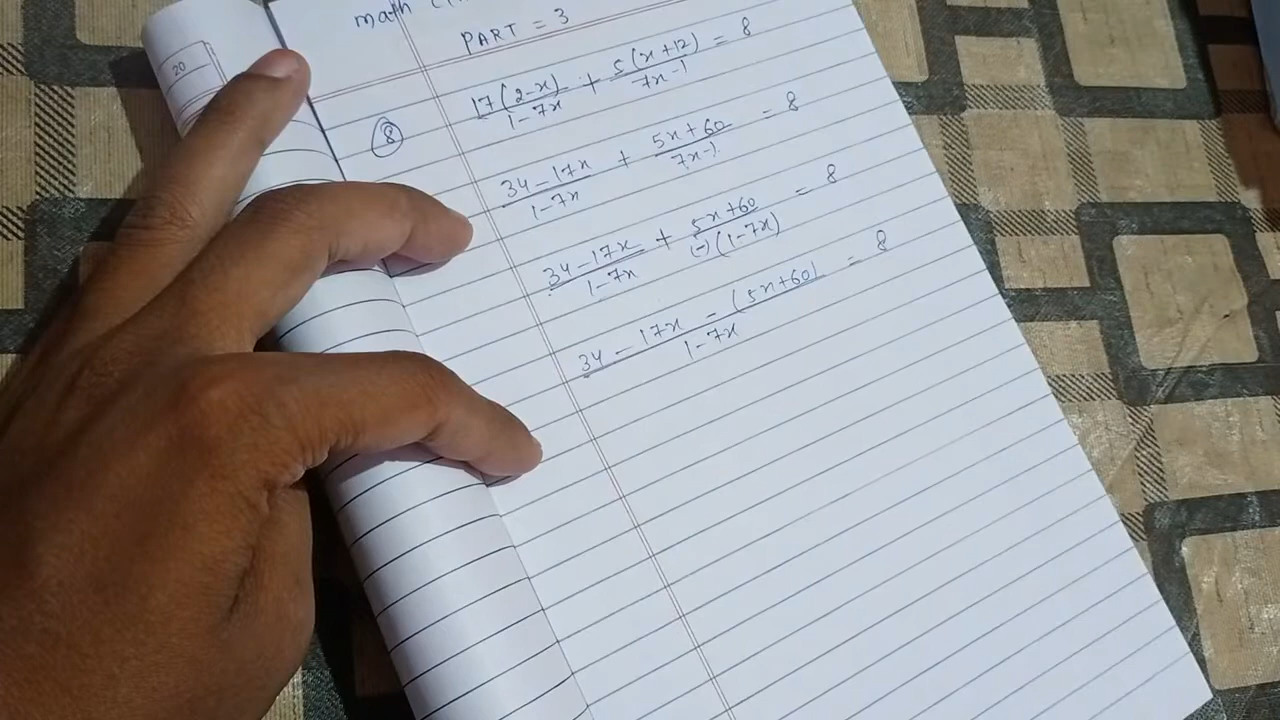 math
PART = 3
20
8
17(2-x)/1-7x + 5(x+12)/7x-1 = 8
34-17x/1-7x + 5x+60/7x-1 = 8
34-17x/1-7x + 5x+60/(-)(1-7x) = 8
34-17x-(5x+60)/1-7x = 8